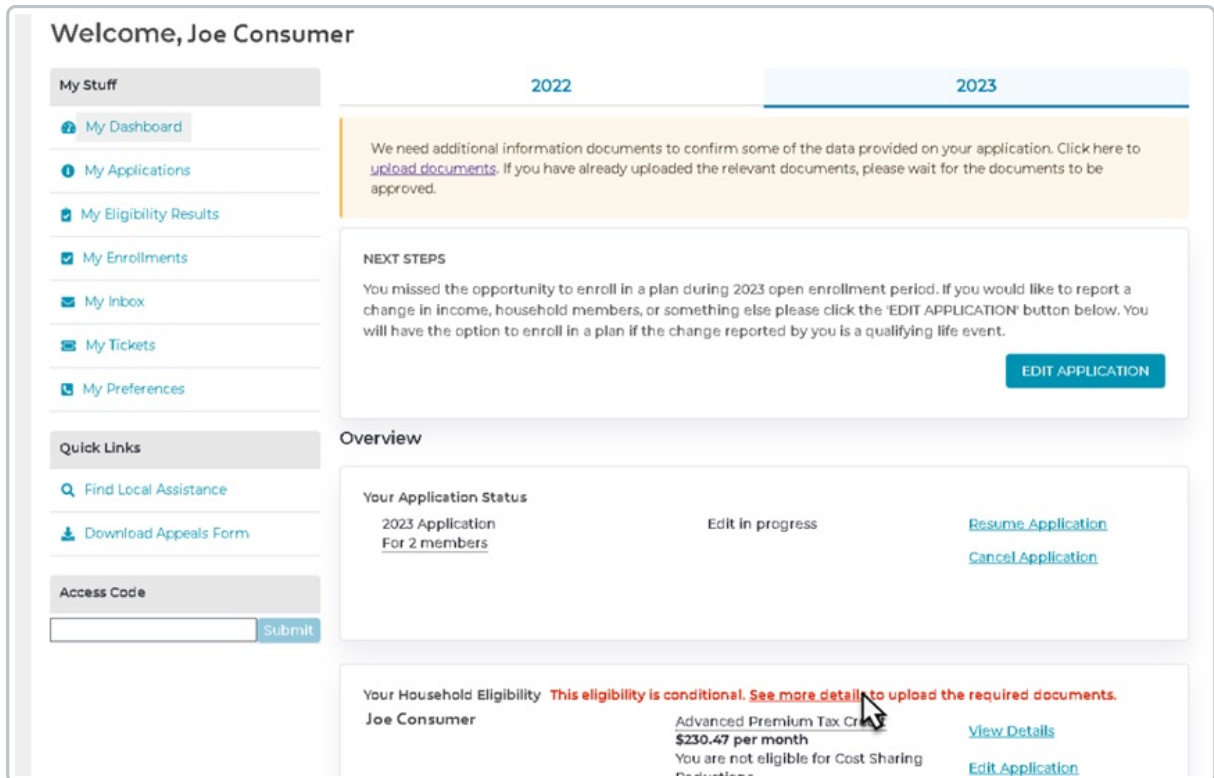 Welcome, Joe Consumer
My Stuff
My Dashboard
My Applications
My Eligibility Results
My Enrollments
My Inbox
My Tickets
My Preferences
Quick Links
Find Local Assistance
Download Appeals Form
Access Code
Submit
2022
2023
We need additional information documents to confirm some of the data provided on your application. Click here to
upload documents. If you have already uploaded the relevant documents, please wait for the documents to be
approved.
NEXT STEPS
You missed the opportunity to enroll in a plan during 2023 open enrollment period. If you would like to report a
change in income, household members, or something else please click the 'EDIT APPLICATION' button below. You
will have the option to enroll in a plan if the change reported by you is a qualifying life event.
EDIT APPLICATION
Overview
Your Application Status
2023 Application
For 2 members
Edit in progress
Resume Application
Cancel Application
Your Household Eligibility This eligibility is conditional. See more details to upload the required documents.
Joe Consumer
Advanced Premium Tax
$230.47 per month
You are not eligible for Cost Sharing
View Details
Edit Application